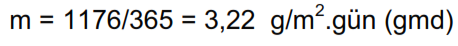 m = 1176/365 = 3,22  g/m².gün (gmd)